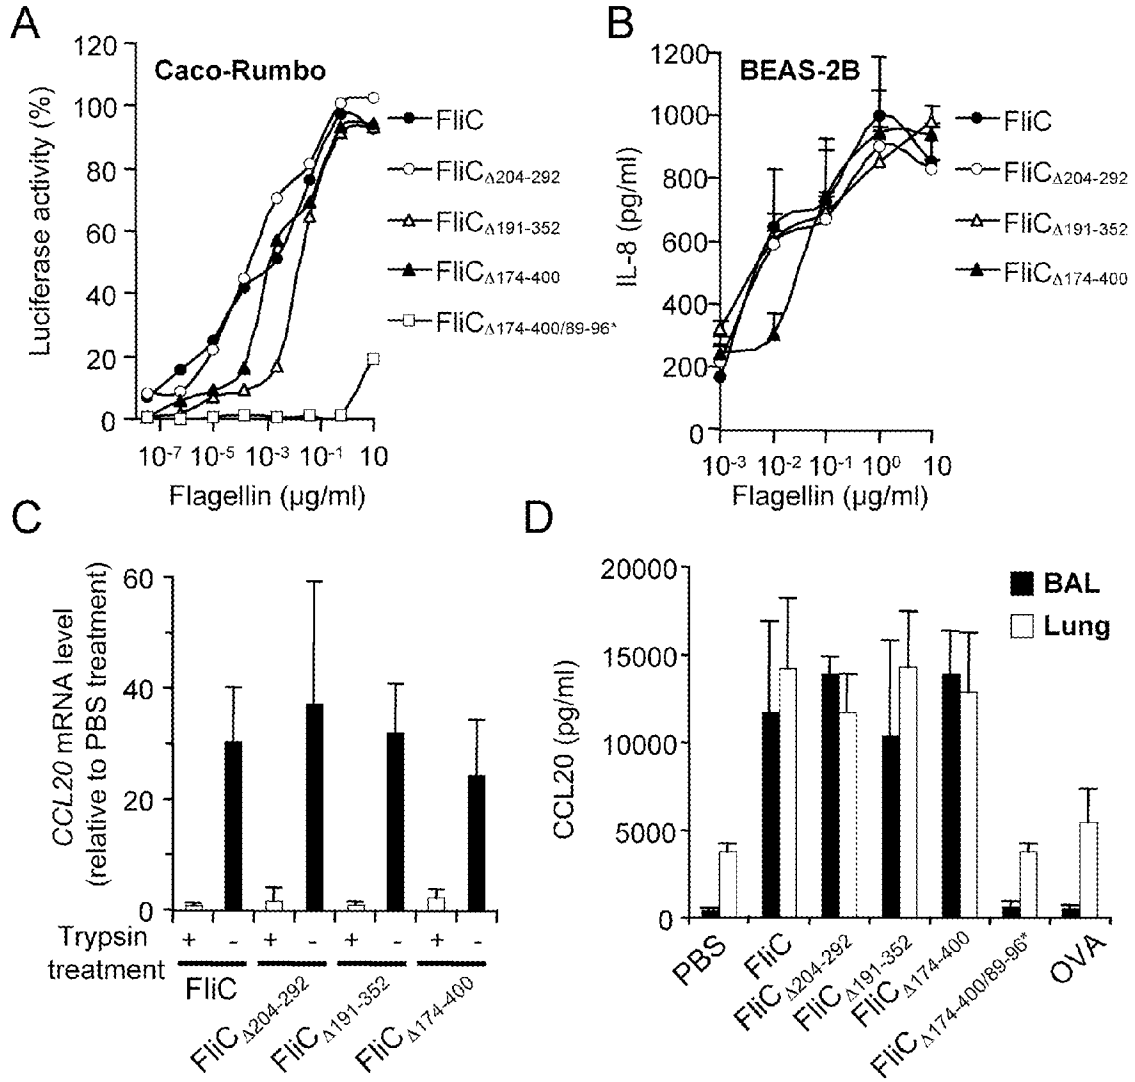 A
Caco-Rumbo
Luciferase activity (%)
120
100
80
60
40
20
0
10-7 10-5 10-3 10-1 10
Flagellin (µg/ml)
FliC
FliCΔ204-292
FliCΔ191-352
FliCΔ174-400
FliCΔ174-400/89-96*
B
BEAS-2B
IL-8 (pg/ml)
1200
1000
800
600
400
200
0
10-3 10-2 10-1 100 10
Flagellin (µg/ml)
FliC
FliCΔ204-292
FliCΔ191-352
FliCΔ174-400
C
CCL20 mRNA level
(relative to PBS treatment)
60
40
20
0
Trypsin + - + - + - + -
treatment
FliC
FliCΔ204-292
FliCΔ191-352
FliCΔ174-400
D
CCL20 (pg/ml)
20000
15000
10000
5000
0
BAL
Lung
PBS
FliC
FliCΔ204-292
FliCΔ191-352
FliCΔ174-400
FliCΔ174-400/89-96*
OVA